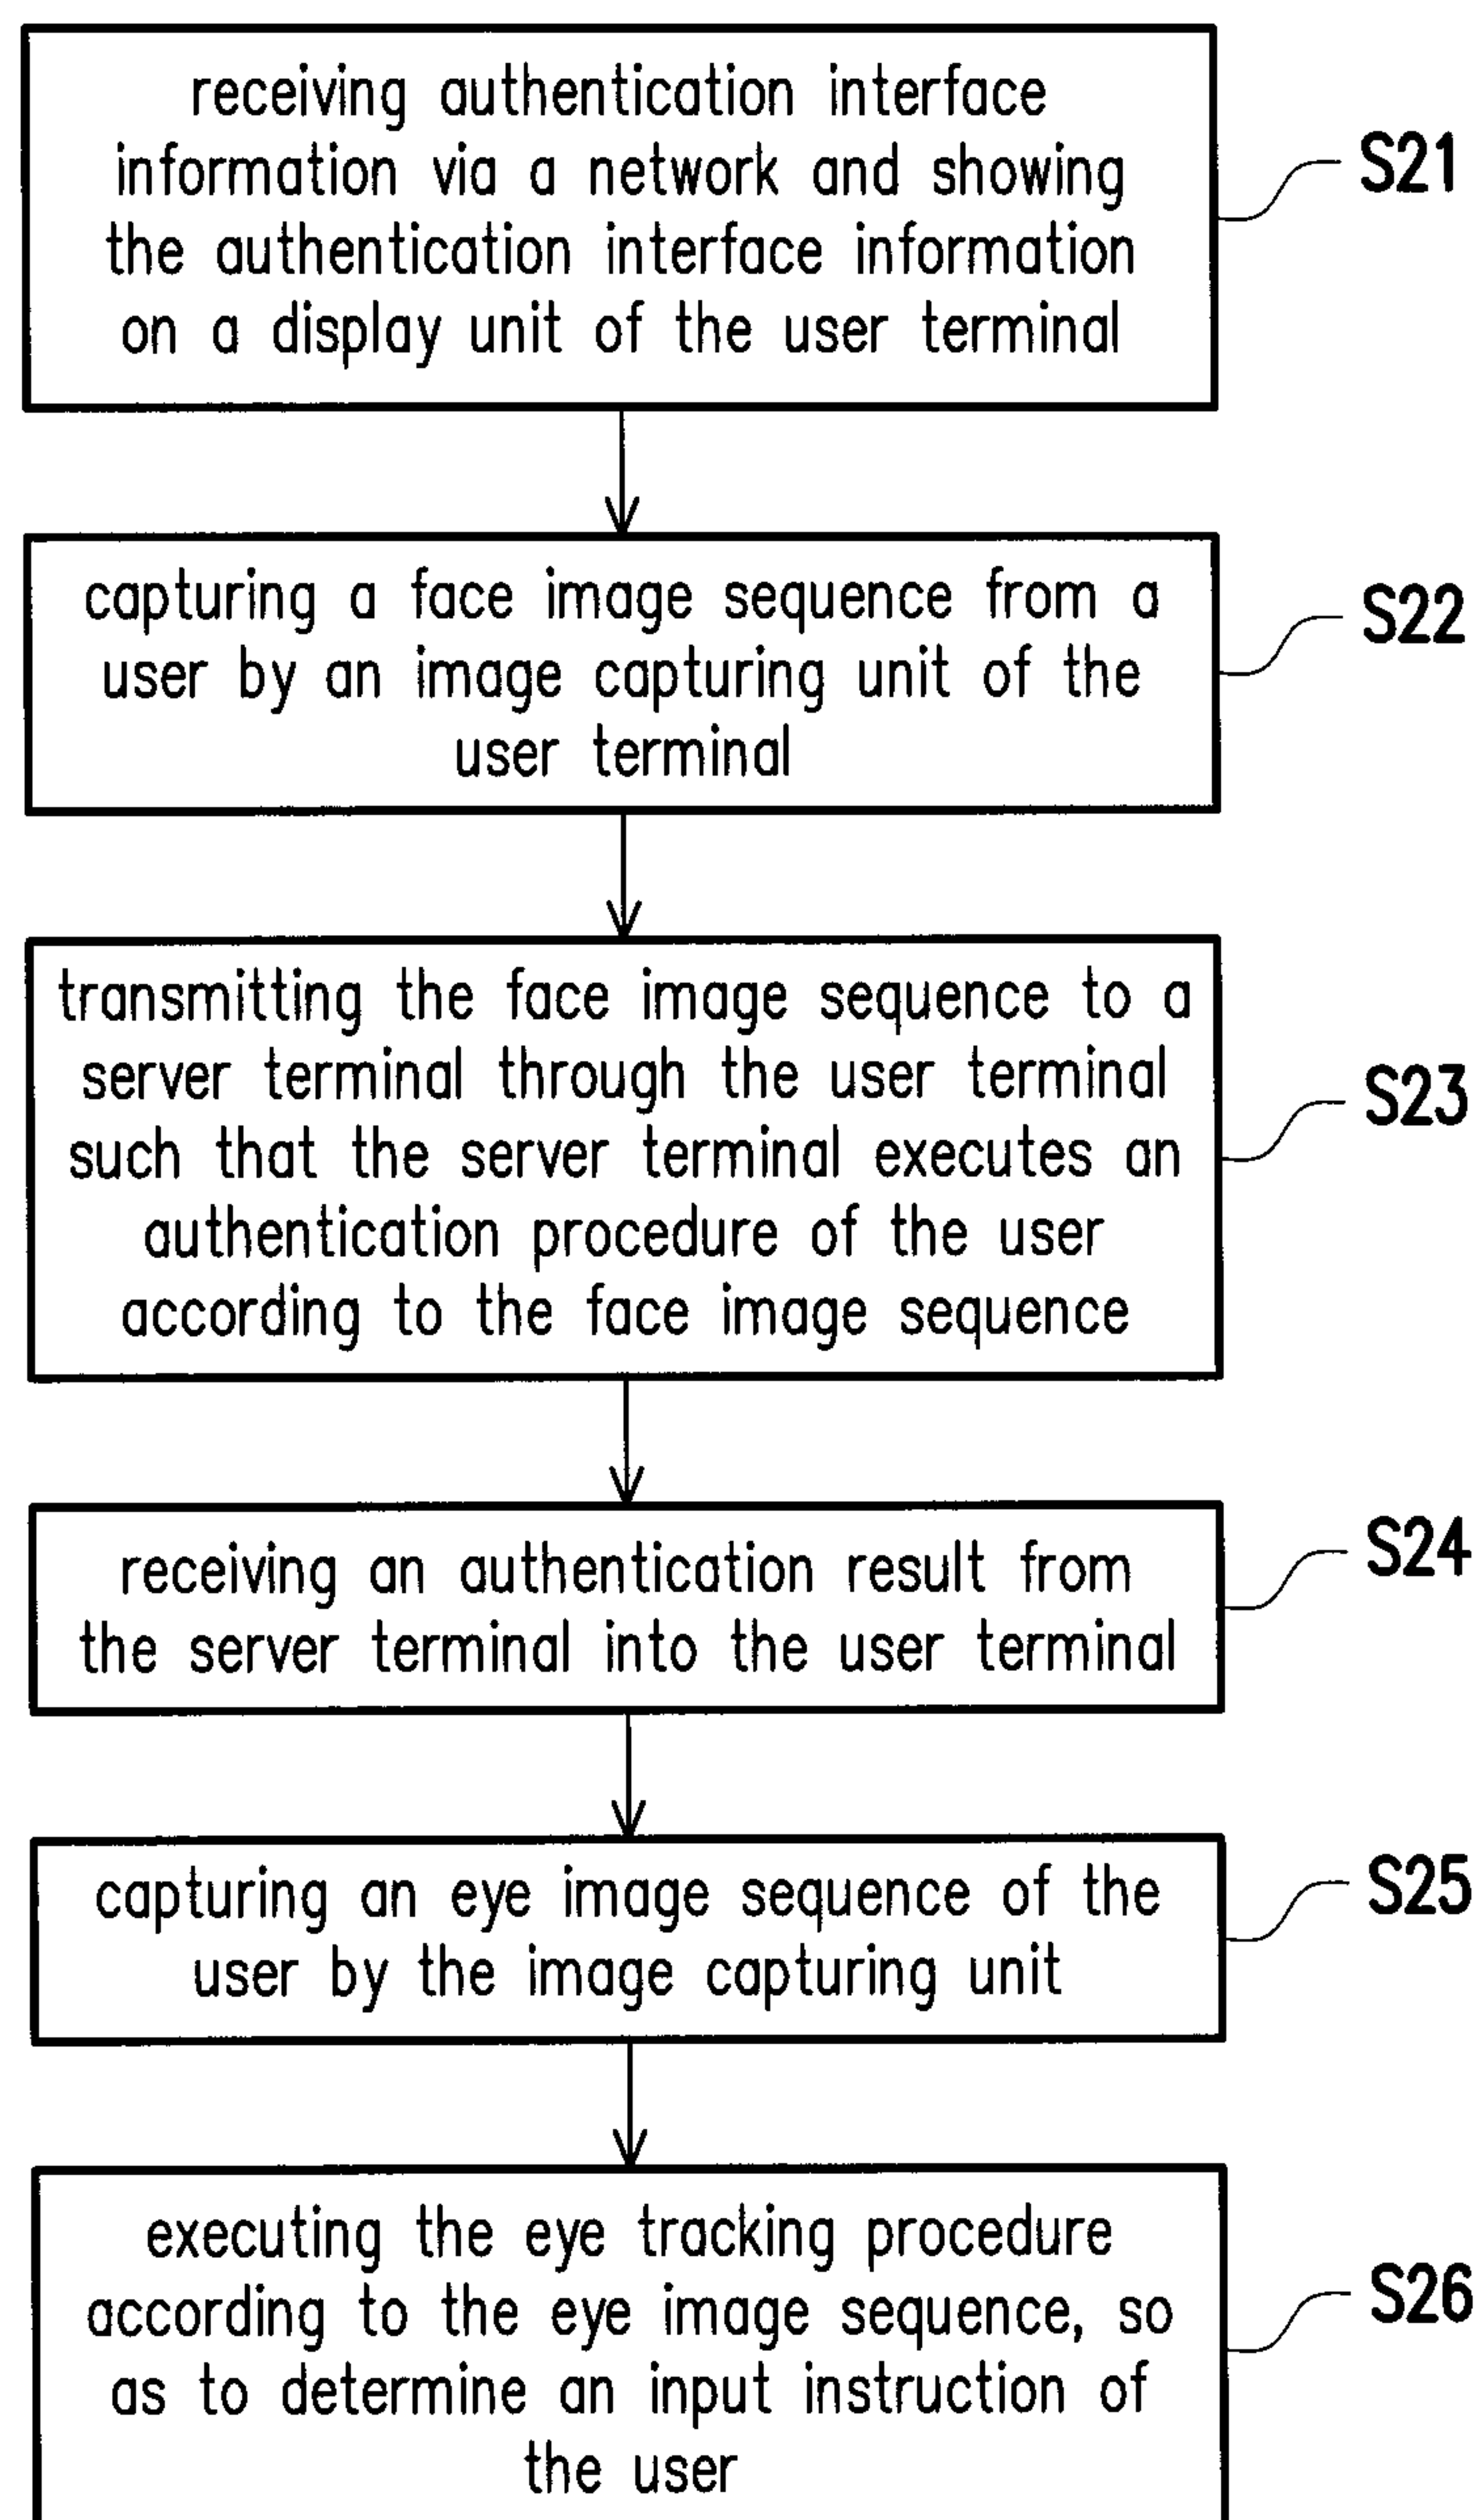 receiving authentication interface
information via a network and showing
the authentication interface information
on a display unit of the user terminal
S21
capturing a face image sequence from a
user by an image capturing unit of the
user terminal
S22
transmitting the face image sequence to a
server terminal through the user terminal
such that the server terminal executes an
authentication procedure of the user
according to the face image sequence
S23
receiving an authentication result from
the server terminal into the user terminal
S24
capturing an eye image sequence of the
user by the image capturing unit
S25
executing the eye tracking procedure
according to the eye image sequence, so
as to determine an input instruction of
the user
S26